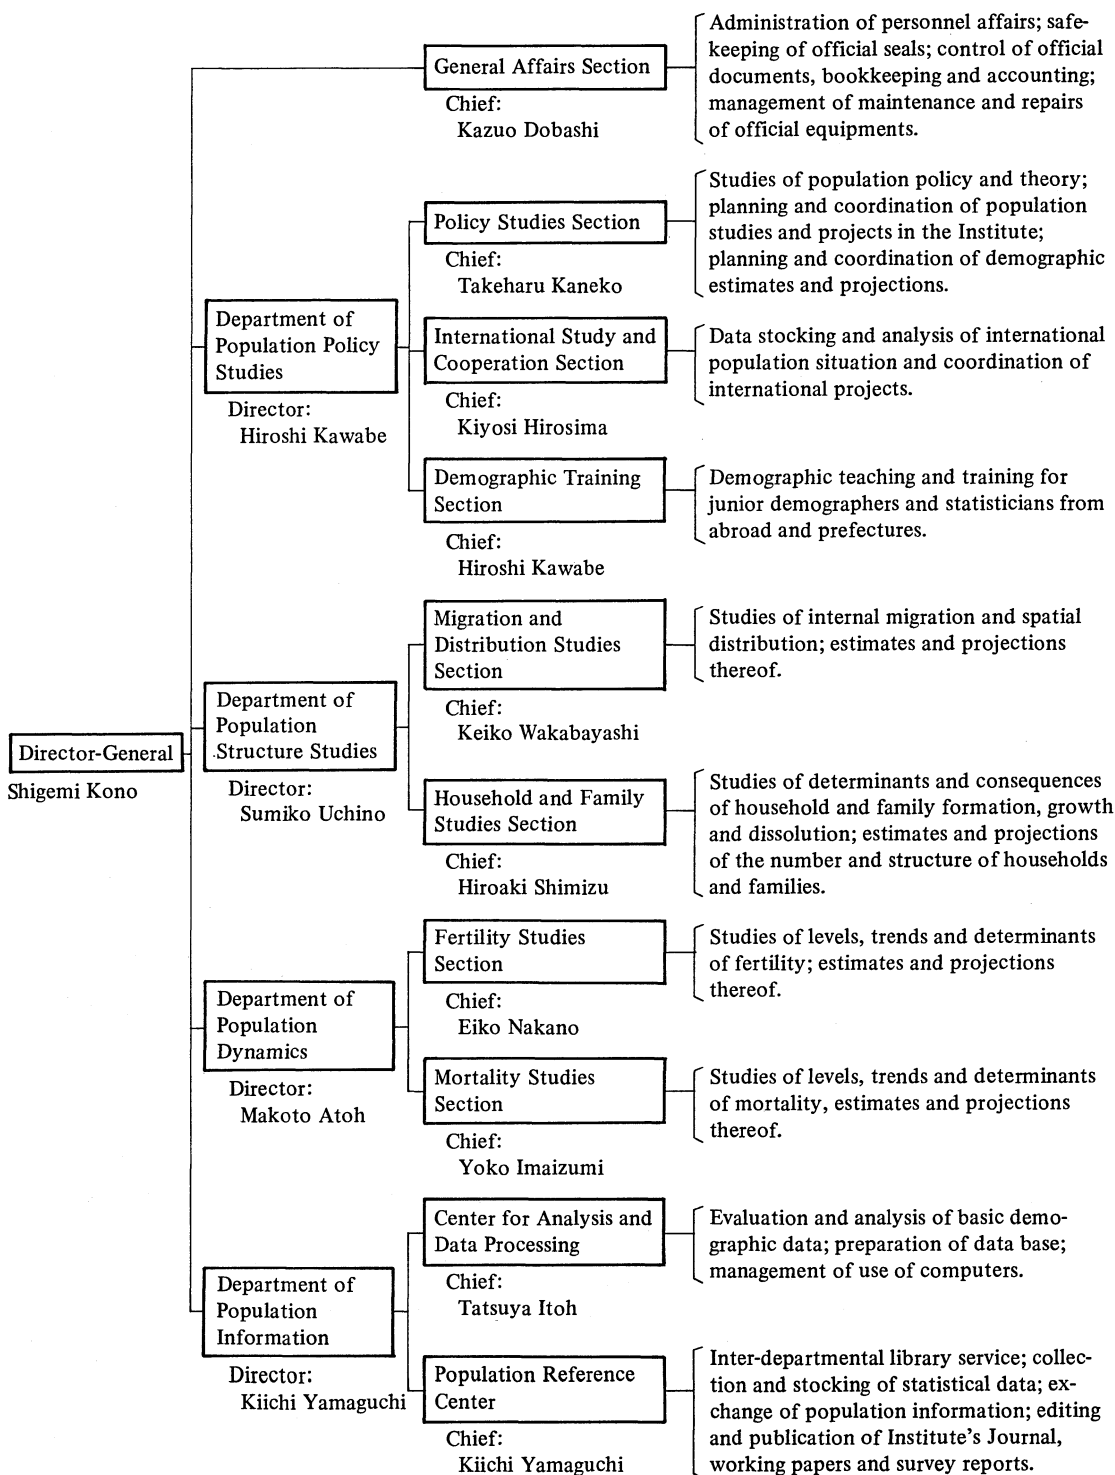 Administration of personnel affairs; safe-
keeping of official seals; control of official
documents, bookkeeping and accounting;
management of maintenance and repairs
of official equipments.
General Affairs Section
Chief:
Kazuo Dobashi
Studies of population policy and theory;
planning and coordination of population
studies and projects in the Institute;
planning and coordination of demographic
estimates and projections.
Policy Studies Section
Chief:
Takeharu Kaneko
Department of
Population Policy
Studies
Director:
Hiroshi Kawabe
International Study and
Cooperation Section
Chief:
Kiyosi Hirosima
Data stocking and analysis of international
population situation and coordination of
international projects.
Demographic Training
Section
Chief:
Hiroshi Kawabe
Demographic teaching and training for
junior demographers and statisticians from
abroad and prefectures.
Migration and
Distribution Studies
Section
Chief:
Keiko Wakabayashi
Studies of internal migration and spatial
distribution; estimates and projections
thereof.
Director-General
Shigemi Kono
Department of
Population
Structure Studies
Director:
Sumiko Uchino
Household and Family
Studies Section
Chief:
Hiroaki Shimizu
Studies of determinants and consequences
of household and family formation, growth
and dissolution; estimates and projections
of the number and structure of households
and families.
Fertility Studies
Section
Chief:
Eiko Nakano
Studies of levels, trends and determinants
of fertility; estimates and projections
thereof.
Department of
Population
Dynamics
Director:
Makoto Atoh
Mortality Studies
Section
Chief:
Yoko Imaizumi
Studies of levels, trends and determinants
of mortality, estimates and projections
thereof.
Center for Analysis and
Data Processing
Chief:
Tatsuya Itoh
Evaluation and analysis of basic demo-
graphic data; preparation of data base;
management of use of computers.
Department of
Population
Information
Director:
Kiichi Yamaguchi
Population Reference
Center
Chief:
Kiichi Yamaguchi
Inter-departmental library service; collec-
tion and stocking of statistical data; ex-
change of population information; editing
and publication of Institute's Journal,
working papers and survey reports.